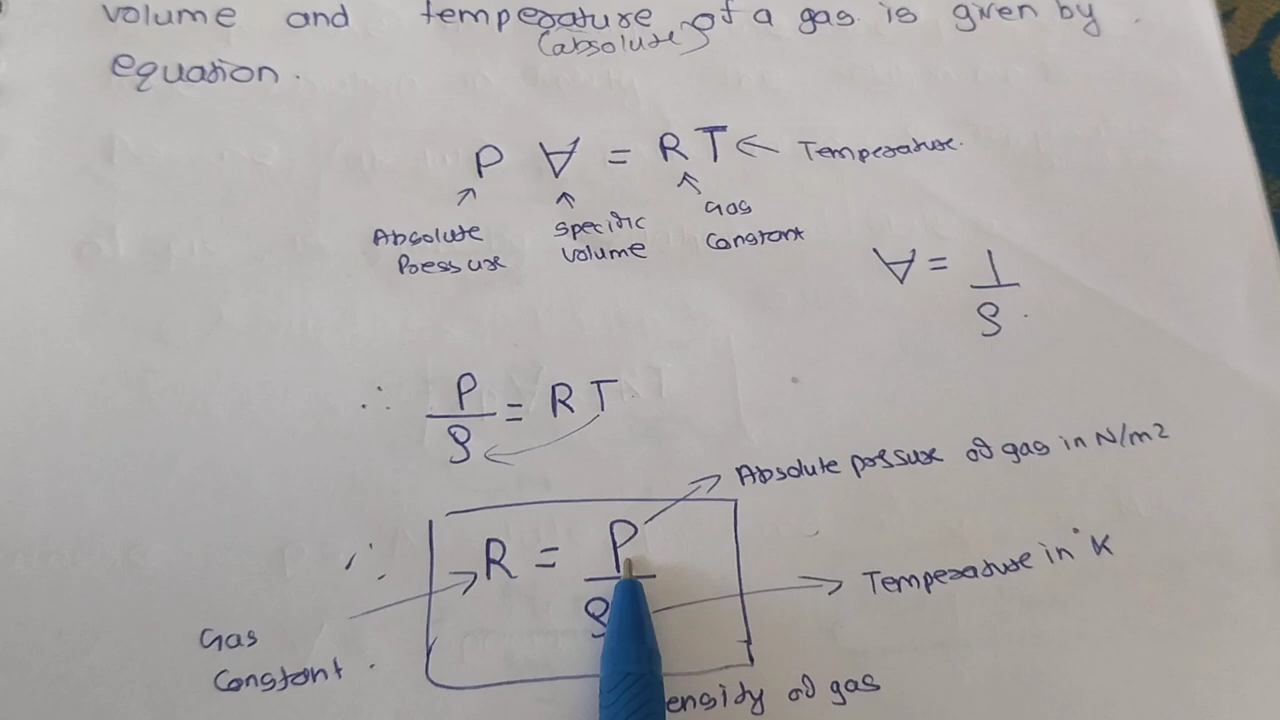 volume and temperature of a gas is given by
(absolute)
equation.
P ∀ = R T ← Temperature.
Absolute Pressure
Specific volume
Gas Constant
∀ = 1/ρ
∴ P/ρ = R T
Absolute possure of gas in N/m2
∴ R = P/ρ
Temperature in °K
Gas Constant.
ensity of gas